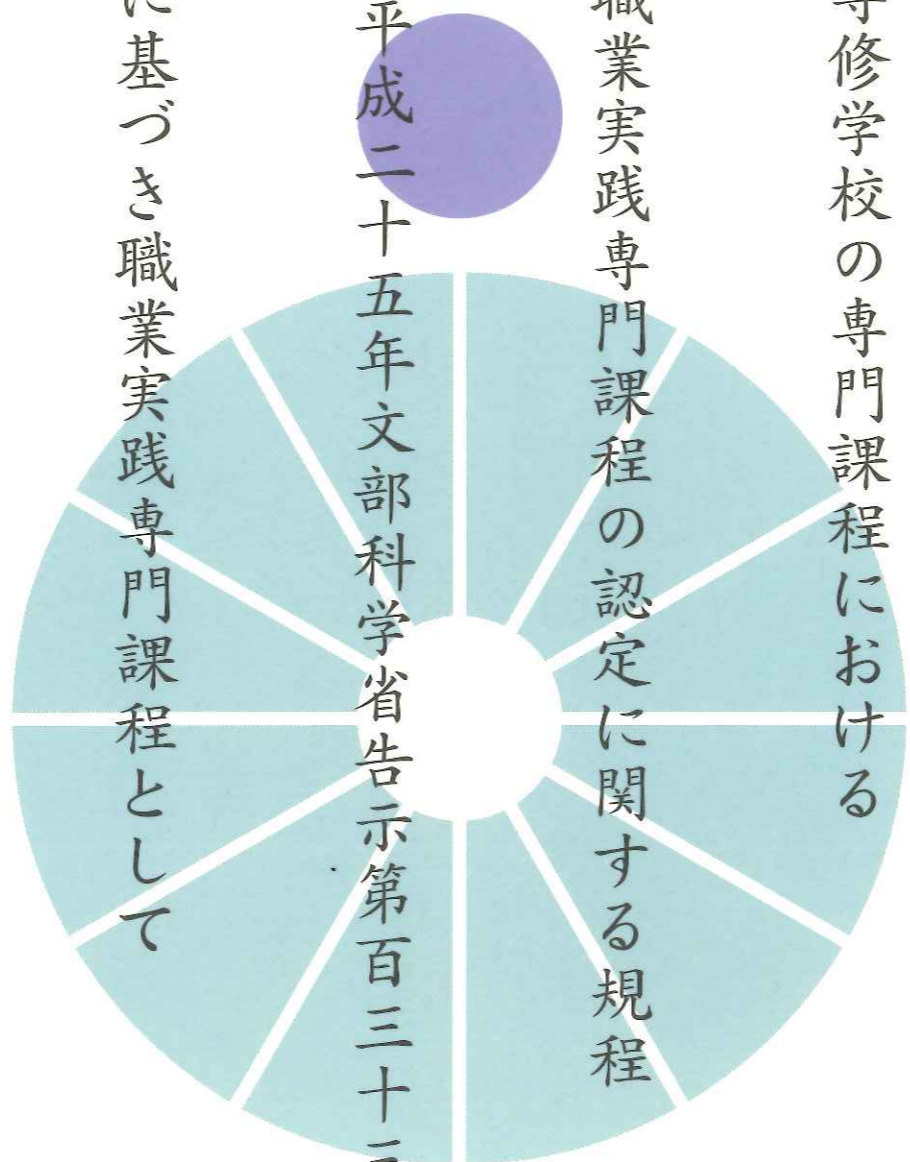 修学校の専門課程における
職業実践専門課程の認定に関する規程
平成二十五年文部科学省告示第百三十
に基づき職業実践専門課程として